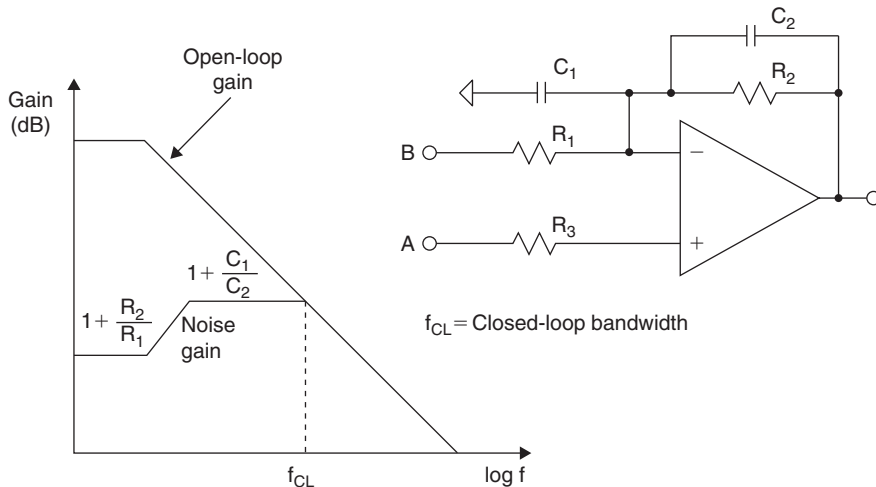 Open-loop
gain
Gain
(dB)
1 + C1/C2
1 + R2/R1
Noise
gain
fCL
log f
C1
C2
R2
B
R1
−
A
R3
+
fCL = Closed-loop bandwidth